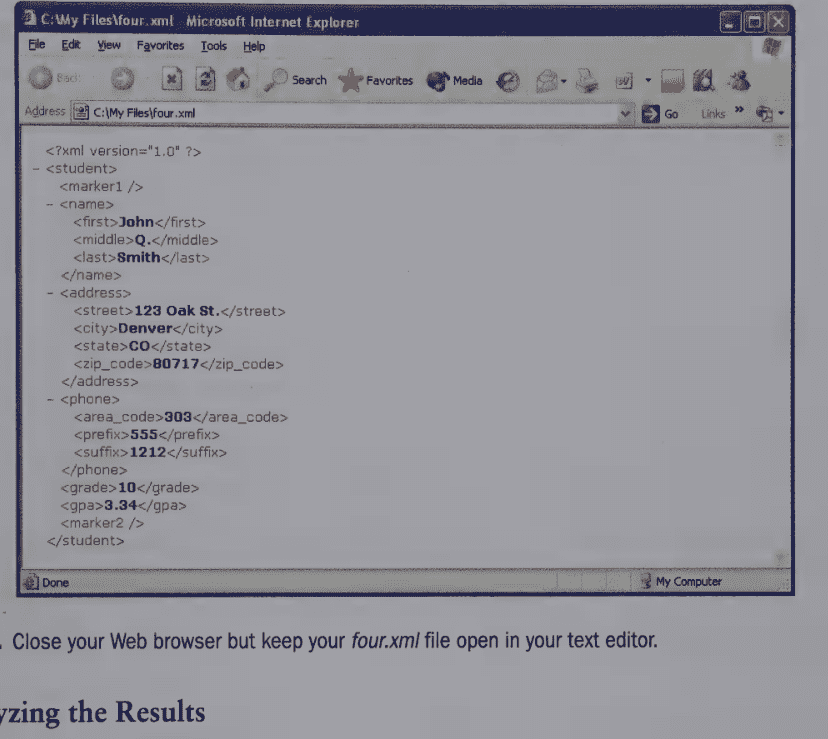 C:\My Files\four.xml Microsoft Internet Explorer
File Edit View Favorites Tools Help
Back Search Favorites Media
Address C:\My Files\four.xml Go Links »
<?xml version="1.0" ?>
- <student>
<marker1 />
- <name>
<first>John</first>
<middle>Q.</middle>
<last>Smith</last>
</name>
- <address>
<street>123 Oak St.</street>
<city>Denver</city>
<state>CO</state>
<zip_code>80717</zip_code>
</address>
- <phone>
<area_code>303</area_code>
<prefix>555</prefix>
<suffix>1212</suffix>
</phone>
<grade>10</grade>
<gpa>3.34</gpa>
<marker2 />
</student>
Done My Computer
. Close your Web browser but keep your four.xml file open in your text editor.
yzing the Results